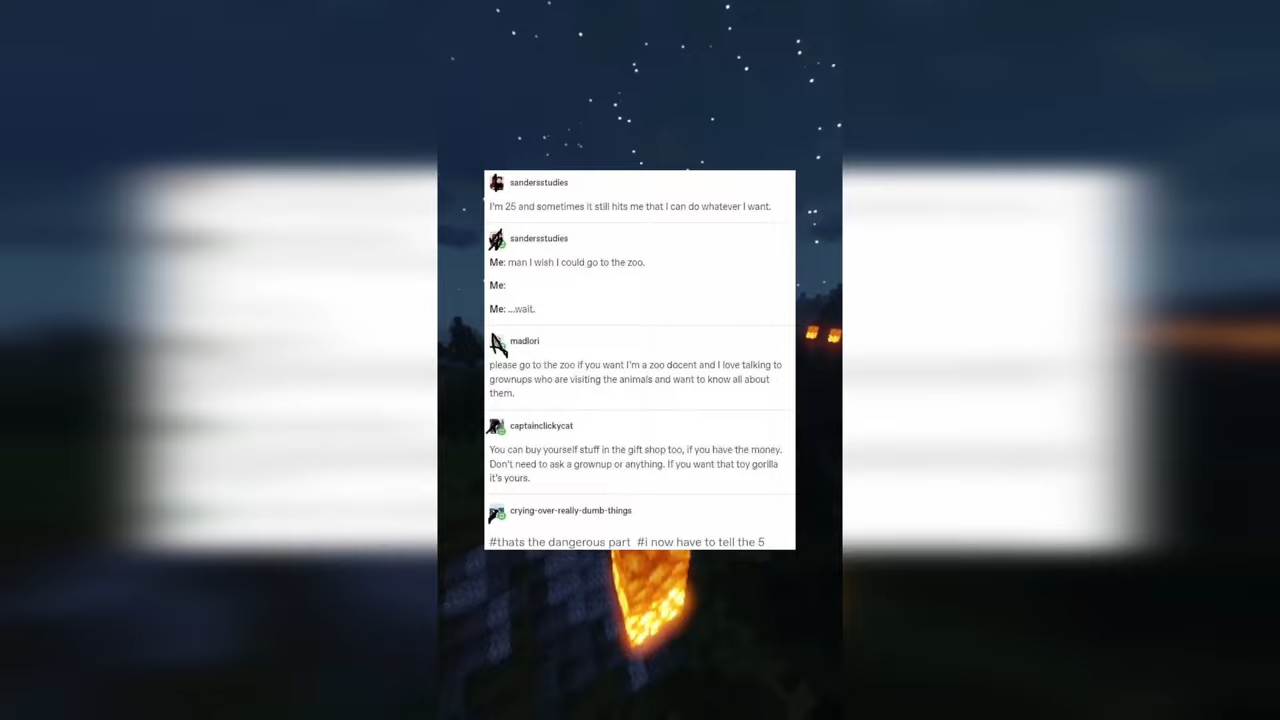 sandersstudies
I'm 25 and sometimes it still hits me that I can do whatever I want.
sandersstudies
Me: man I wish I could go to the zoo.
Me:
Me: ...wait.
madlori
please go to the zoo if you want I'm a zoo docent and I love talking to
grownups who are visiting the animals and want to know all about
them.
captainclickycat
You can buy yourself stuff in the gift shop too, if you have the money.
Don't need to ask a grownup or anything. If you want that toy gorilla
it's yours.
crying-over-really-dumb-things
#thats the dangerous part #i now have to tell the 5